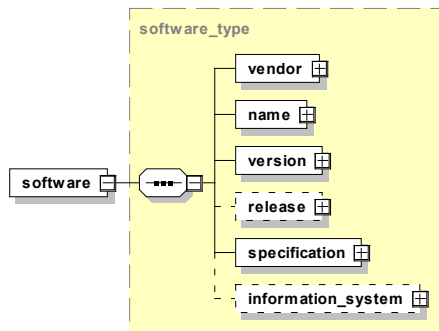 software_type
vendor
name
version
software
release
specification
information_system